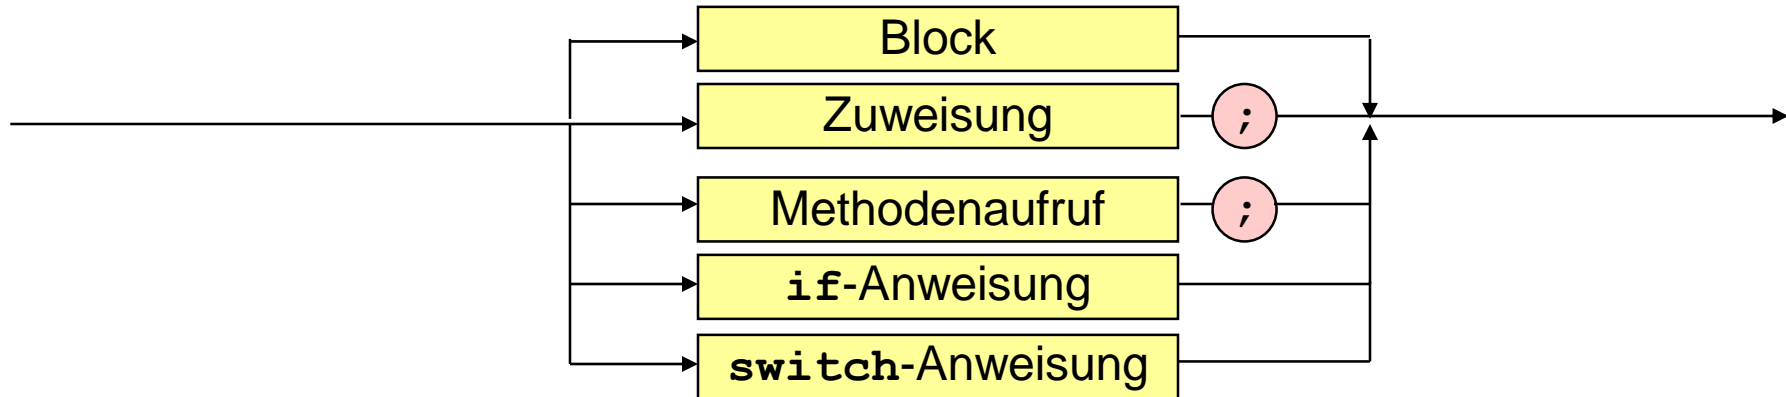 Block
Zuweisung ;
Methodenaufruf ;
if-Anweisung
switch-Anweisung